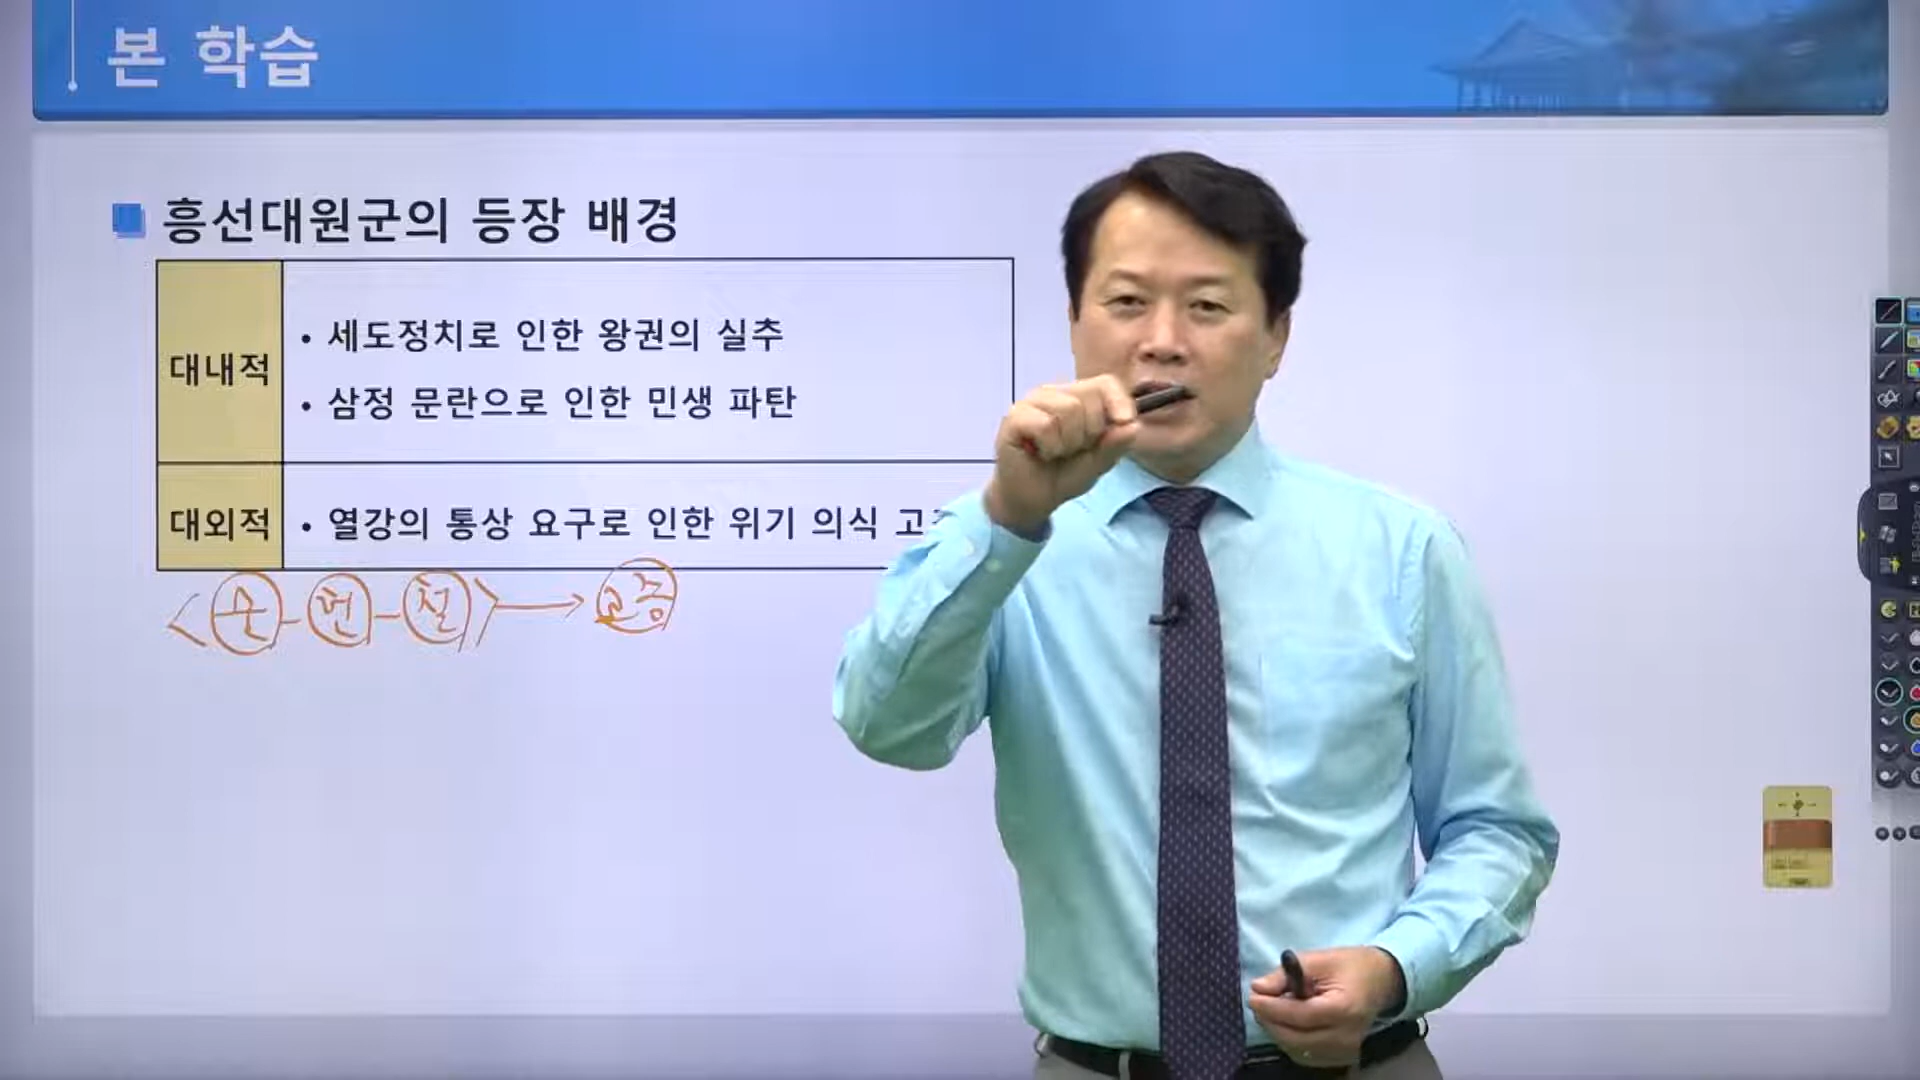 본 학습
흥선대원군의 등장 배경
대내적
• 세도정치로 인한 왕권의 실추
• 삼정 문란으로 인한 민생 파탄
대외적
• 열강의 통상 요구로 인한 위기 의식
<순-헌-철>→고종